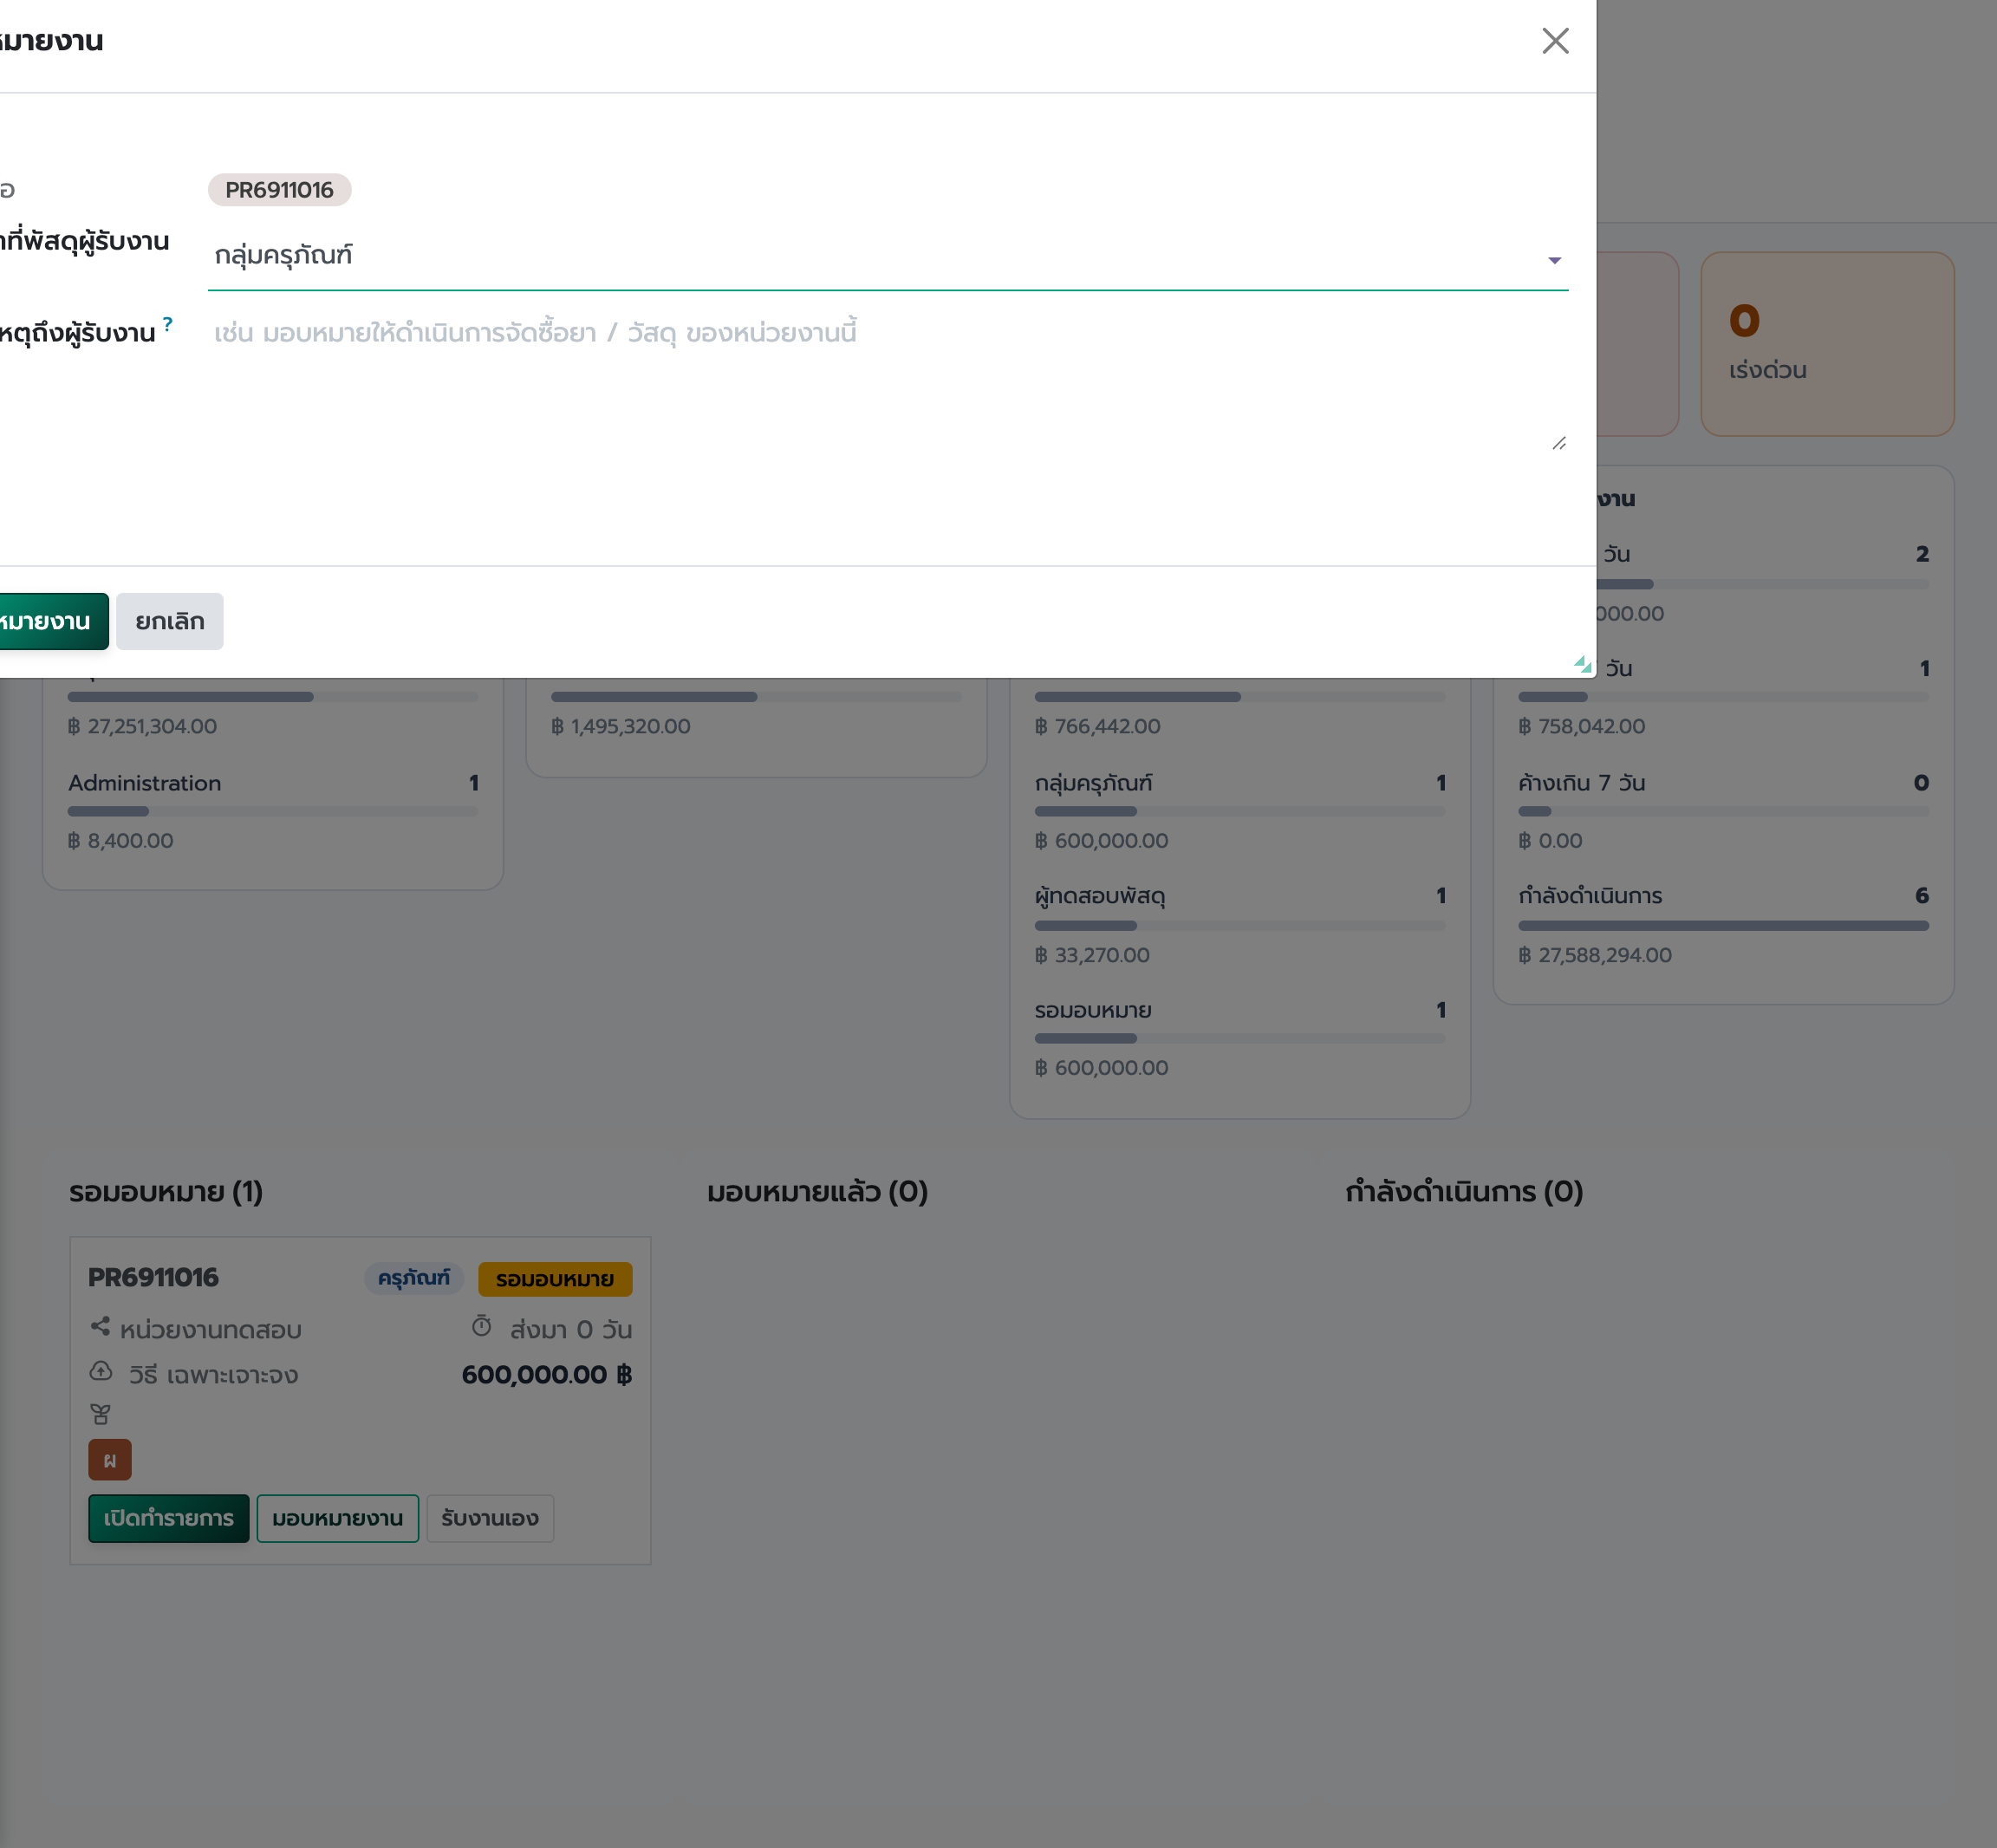 หมายงาน
PR6911016
ที่พัสดุผู้รับงาน
กลุ่มครุภัณฑ์
หตุถึงผู้รับงาน ?
เช่น มอบหมายให้ดำเนินการจัดซื้อยา / วัสดุ ของหน่วยงานนี้
หมายงาน
ยกเลิก
0
เร่งด่วน
งาน
วัน 2
000.00
วัน 1
฿ 758,042.00
ค้างเกิน 7 วัน 0
฿ 0.00
กำลังดำเนินการ 6
฿ 27,588,294.00
฿ 27,251,304.00
Administration 1
฿ 8,400.00
฿ 1,495,320.00
฿ 766,442.00
กลุ่มครุภัณฑ์ 1
฿ 600,000.00
ผู้ทดสอบพัสดุ 1
฿ 33,270.00
รอมอบหมาย 1
฿ 600,000.00
รอมอบหมาย (1)
มอบหมายแล้ว (0)
กำลังดำเนินการ (0)
PR6911016 ครุภัณฑ์ รอมอบหมาย
หน่วยงานทดสอบ ส่งมา 0 วัน
วิธี เฉพาะเจาะจง 600,000.00 ฿
ผ
เปิดทำรายการ มอบหมายงาน รับงานเอง